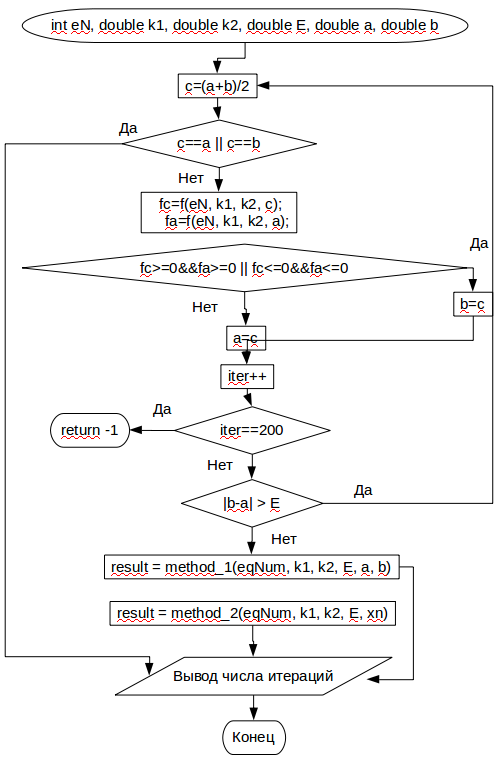 int eN, double k1, double k2, double E, double a, double b
c=(a+b)/2
Да
c==a || c==b
Нет
fc=f(eN, k1, k2, c);
fa=f(eN, k1, k2, a);
Да
fc>=0&&fa>=0 || fc<=0&&fa<=0
Нет
b=c
a=c
iter++
Да
return -1
iter==200
Нет
Да
|b-a| > E
Нет
result = method_1(eqNum, k1, k2, E, a, b)
result = method_2(eqNum, k1, k2, E, xn)
Вывод числа итераций
Конец